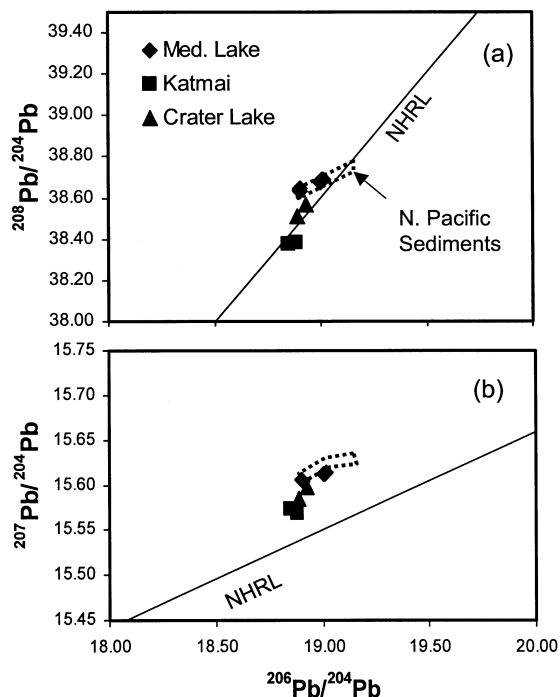 39.40
39.20
39.00
38.80
38.60
38.40
38.20
38.00
²⁰⁸Pb/²⁰⁴Pb
Med. Lake
Katmai
Crater Lake
(a)
NHRL
N. Pacific
Sediments
15.75
15.70
15.65
15.60
15.55
15.50
15.45
²⁰⁷Pb/²⁰⁴Pb
(b)
NHRL
18.00 18.50 19.00 19.50 20.00
²⁰⁶Pb/²⁰⁴Pb